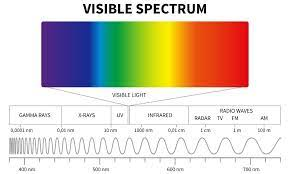 VISIBLE SPECTRUM
VISIBLE LIGHT
GAMMA RAYS X-RAYS UV INFRARED RADIO WAVES
RADAR TV FM AM
0,0001 nm 0,01 nm 10 nm 1000 nm 0,01 cm 1 cm 1 m 100 m
400 nm 500 nm 600 nm 700 nm